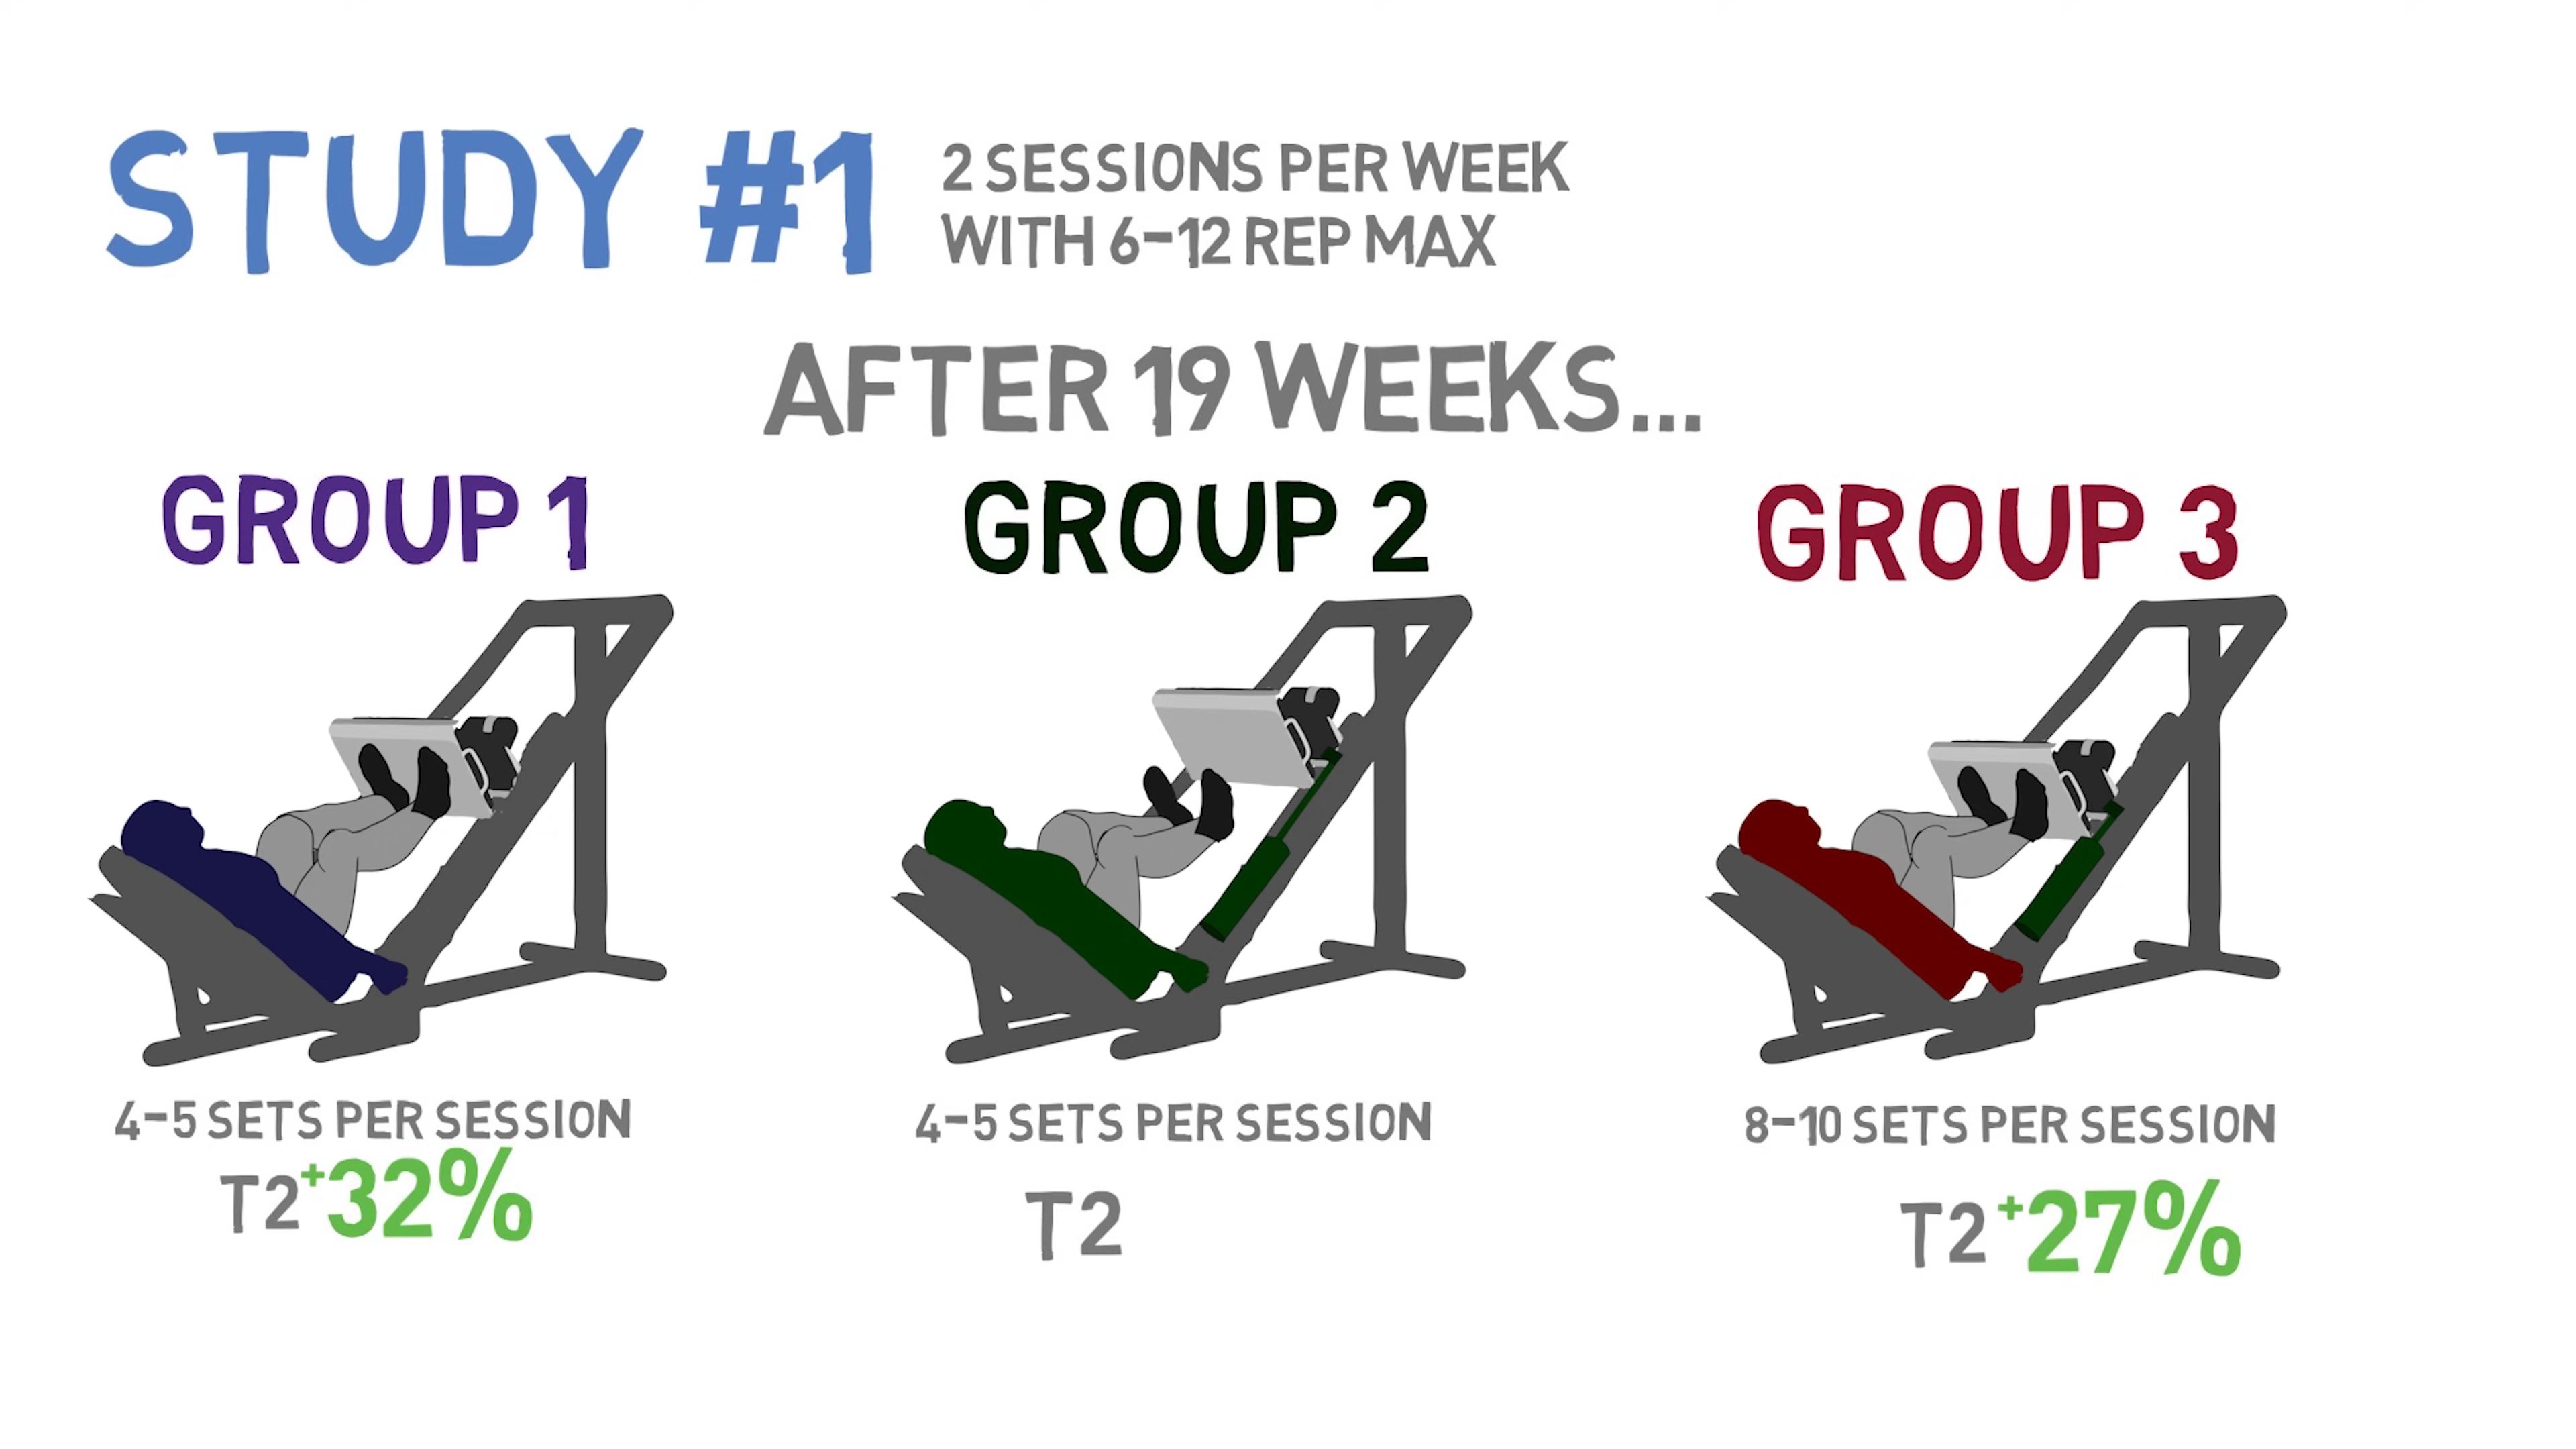 STUDY #1
2 SESSIONS PER WEEK
WITH 6-12 REP MAX
AFTER 19 WEEKS...
GROUP 1
GROUP 2
GROUP 3
4-5 SETS PER SESSION
4-5 SETS PER SESSION
8-10 SETS PER SESSION
T2 +32%
T2
T2 +27%